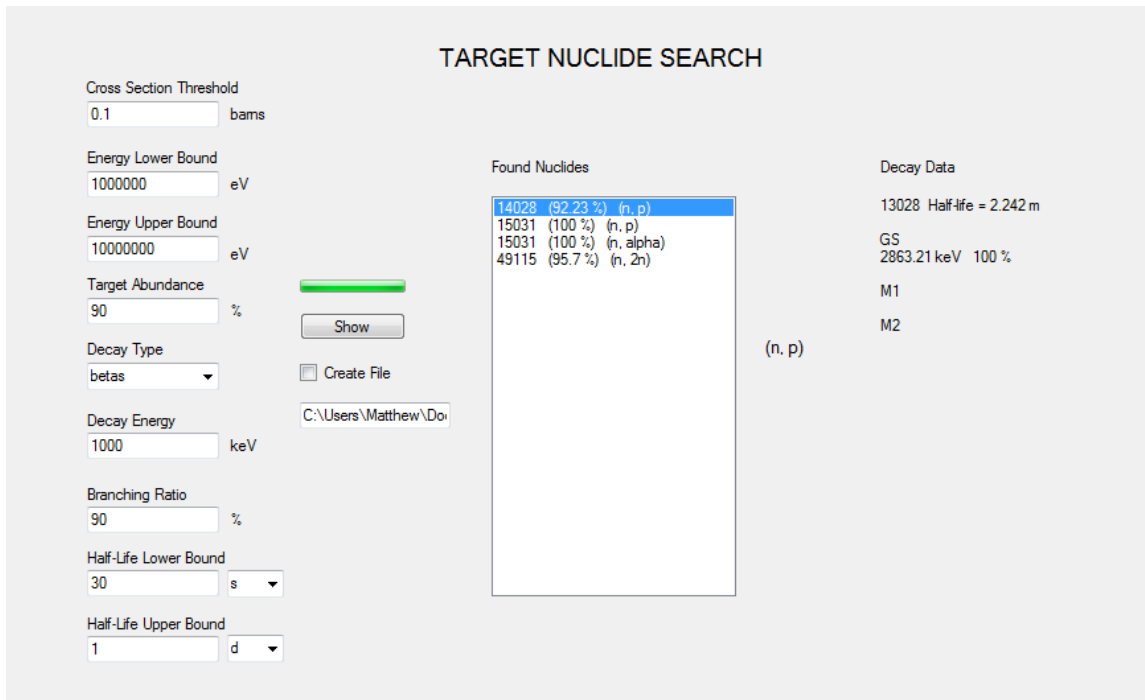 TARGET NUCLIDE SEARCH
Cross Section Threshold
0.1 barns
Energy Lower Bound
1000000 eV
Energy Upper Bound
10000000 eV
Target Abundance
90 %
Decay Type
betas
Decay Energy
1000 keV
Branching Ratio
90 %
Half-Life Lower Bound
30 s
Half-Life Upper Bound
1 d
Show
Create File
C:\Users\Matthew\Do
Found Nuclides
14028 (92.23 %) (n, p)
15031 (100 %) (n, p)
15031 (100 %) (n, alpha)
49115 (95.7 %) (n, 2n)
(n, p)
Decay Data
13028 Half-life = 2.242 m
GS
2863.21 keV 100 %
M1
M2